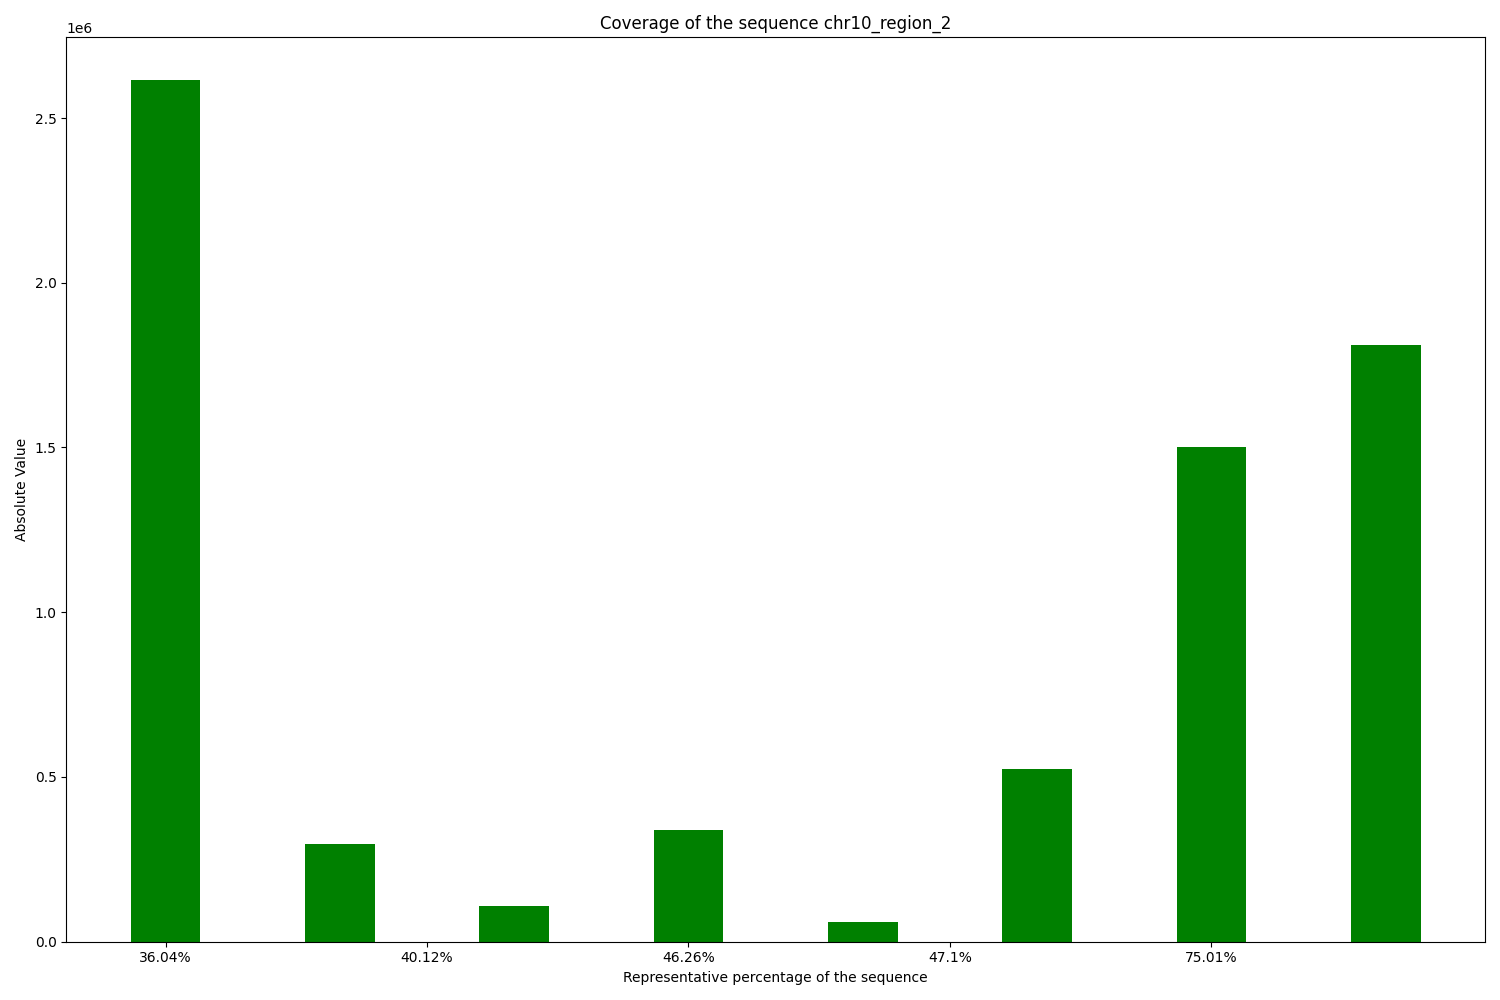 Coverage of the sequence chr10_region_2
1e6
2.5
2.0
1.5
1.0
0.5
0.0
Absolute Value
36.04% 40.12% 46.26% 47.1% 75.01%
Representative percentage of the sequence